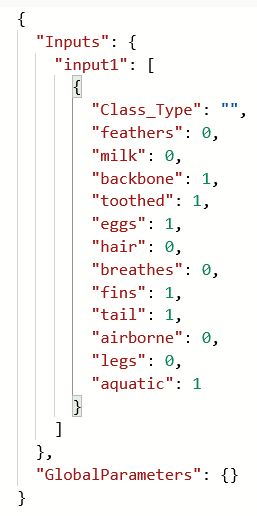 {
"Inputs": {
"input1": [
{
"Class_Type": "",
"feathers": 0,
"milk": 0,
"backbone": 1,
"toothed": 1,
"eggs": 1,
"hair": 0,
"breathes": 0,
"fins": 1,
"tail": 1,
"airborne": 0,
"legs": 0,
"aquatic": 1
}
]
},
"GlobalParameters": {}
}